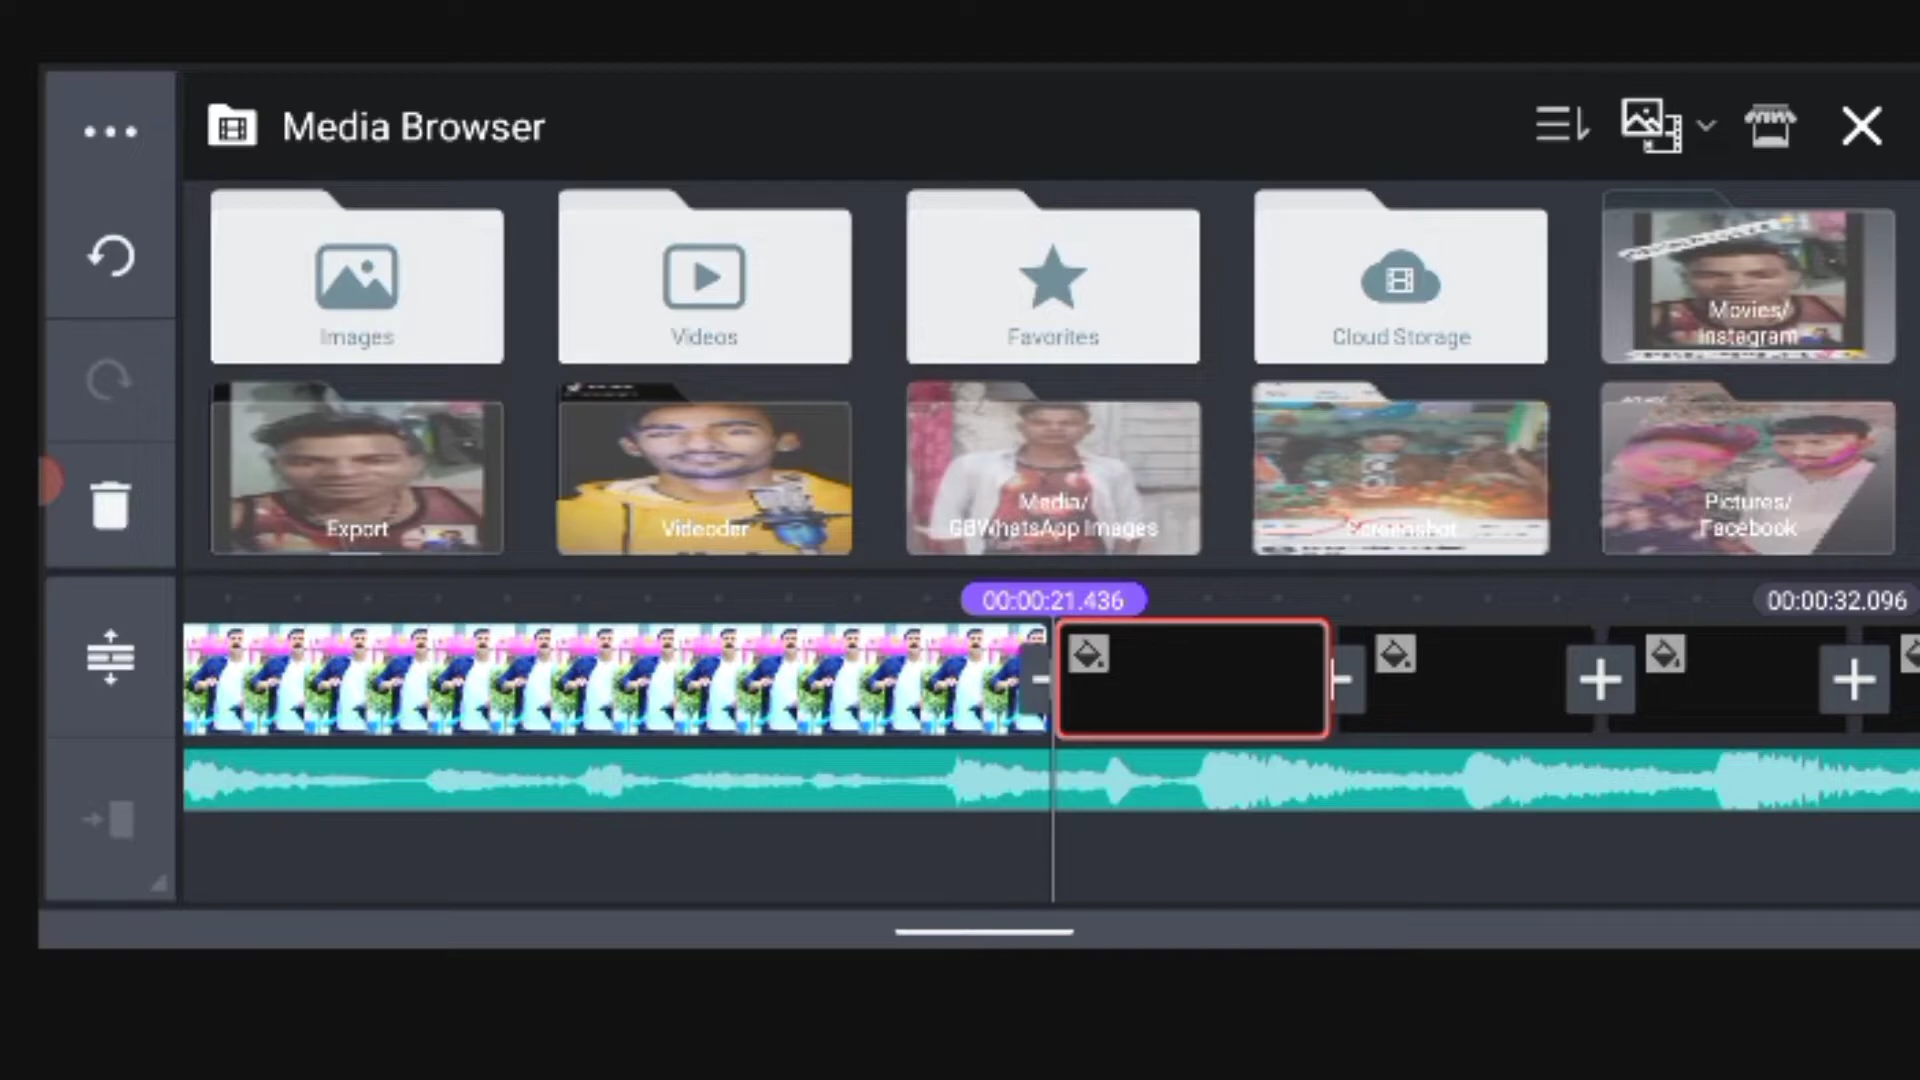 Media Browser
Images
Videos
Favorites
Cloud Storage
Movies/
Instagram
Export
Videoder
Media/
GBWhatsApp Images
Screenshot
Pictures/
Facebook
00:00:21.436
00:00:32.096